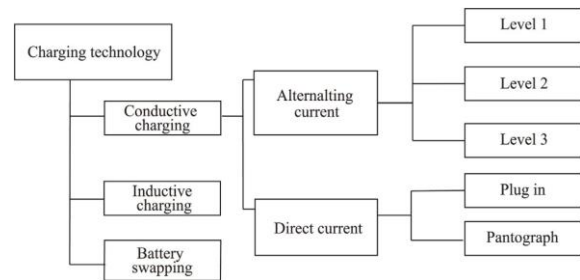 Charging technology
Conductive
charging
Inductive
charging
Battery
swapping
Alternalting
current
Direct current
Level 1
Level 2
Level 3
Plug in
Pantograph